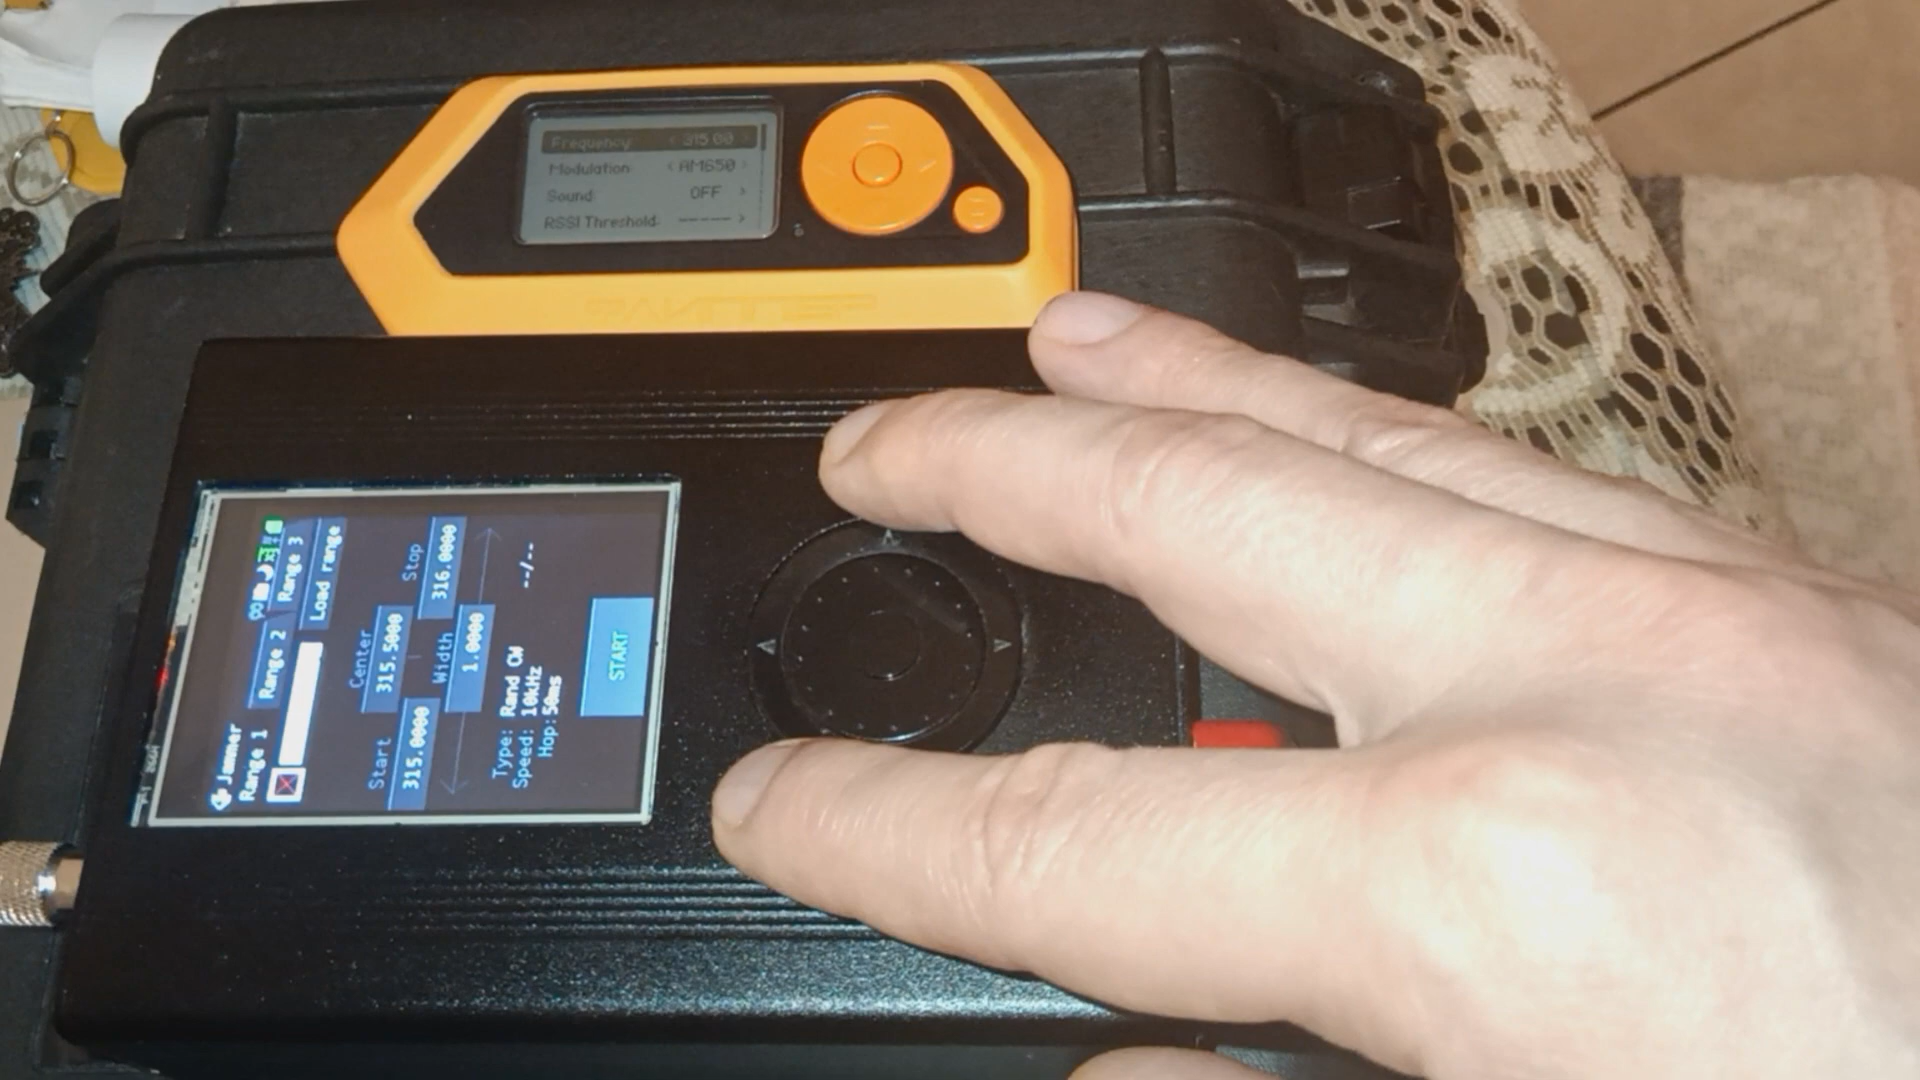 Frequency: < 315.00 >
Modulation: < AM650 >
Sound: OFF >
RSSI Threshold: ----- >
Jammer
Range 1 Range 2 Range 3
Load range
Start Center Stop
315.0000 315.5000 316.0000
Width
1.0000
Type: Rand CW
Speed: 10kHz
Hop: 50ms
--/--
START